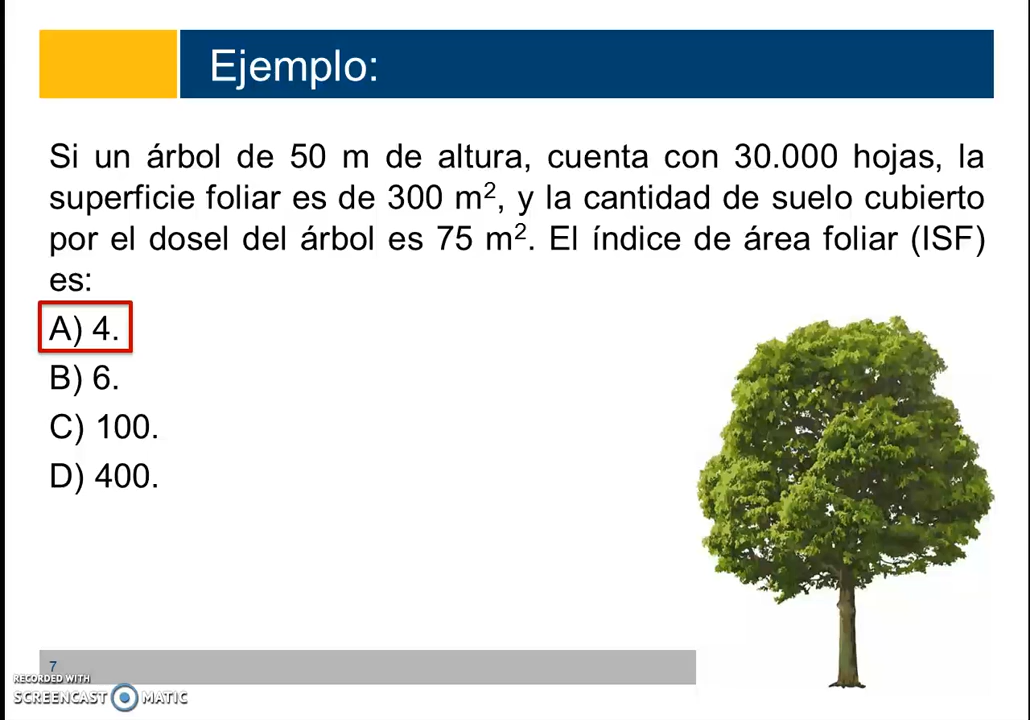 Ejemplo:
Si un árbol de 50 m de altura, cuenta con 30.000 hojas, la
superficie foliar es de 300 m², y la cantidad de suelo cubierto
por el dosel del árbol es 75 m². El índice de área foliar (ISF)
es:
A) 4.
B) 6.
C) 100.
D) 400.
7
RECORDED WITH
SCREENCAST MATIC